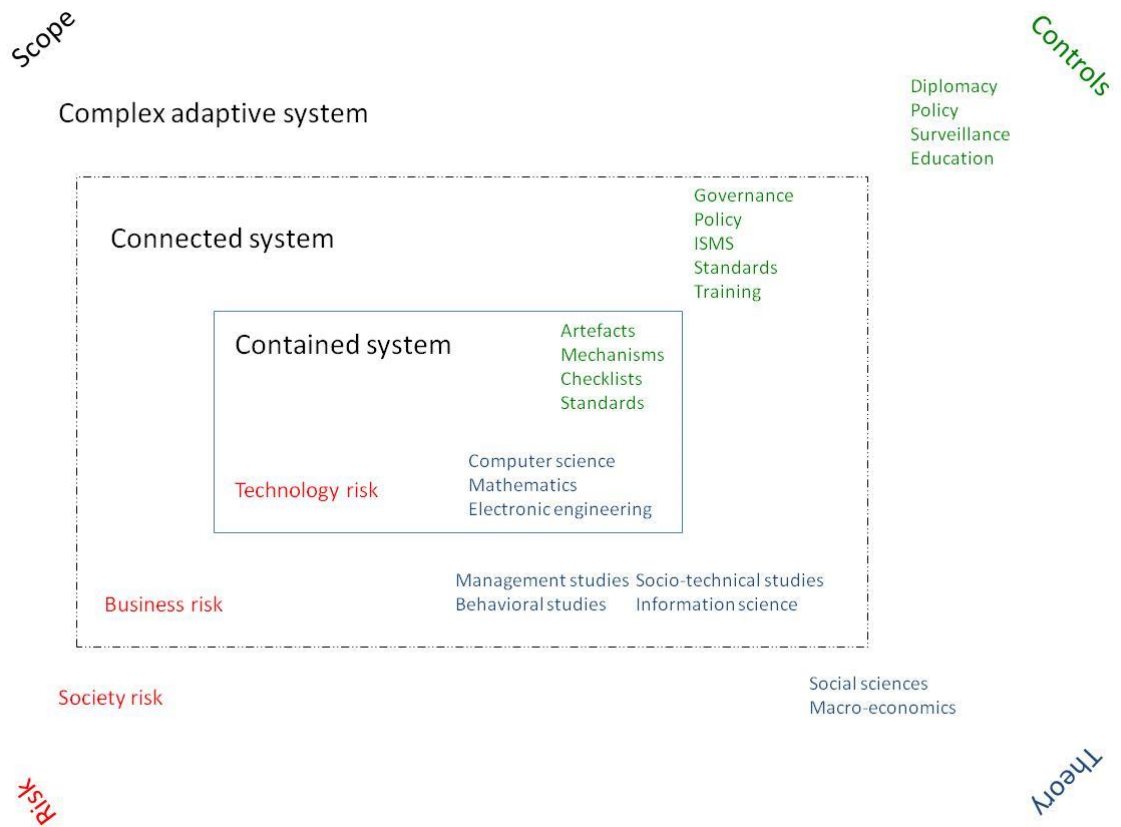 Scope
Controls
Complex adaptive system
Diplomacy
Policy
Surveillance
Education
Connected system
Governance
Policy
ISMS
Standards
Training
Contained system
Artefacts
Mechanisms
Checklists
Standards
Technology risk
Computer science
Mathematics
Electronic engineering
Business risk
Management studies Socio-technical studies
Behavioral studies Information science
Society risk
Social sciences
Macro-economics
Risk
Theory